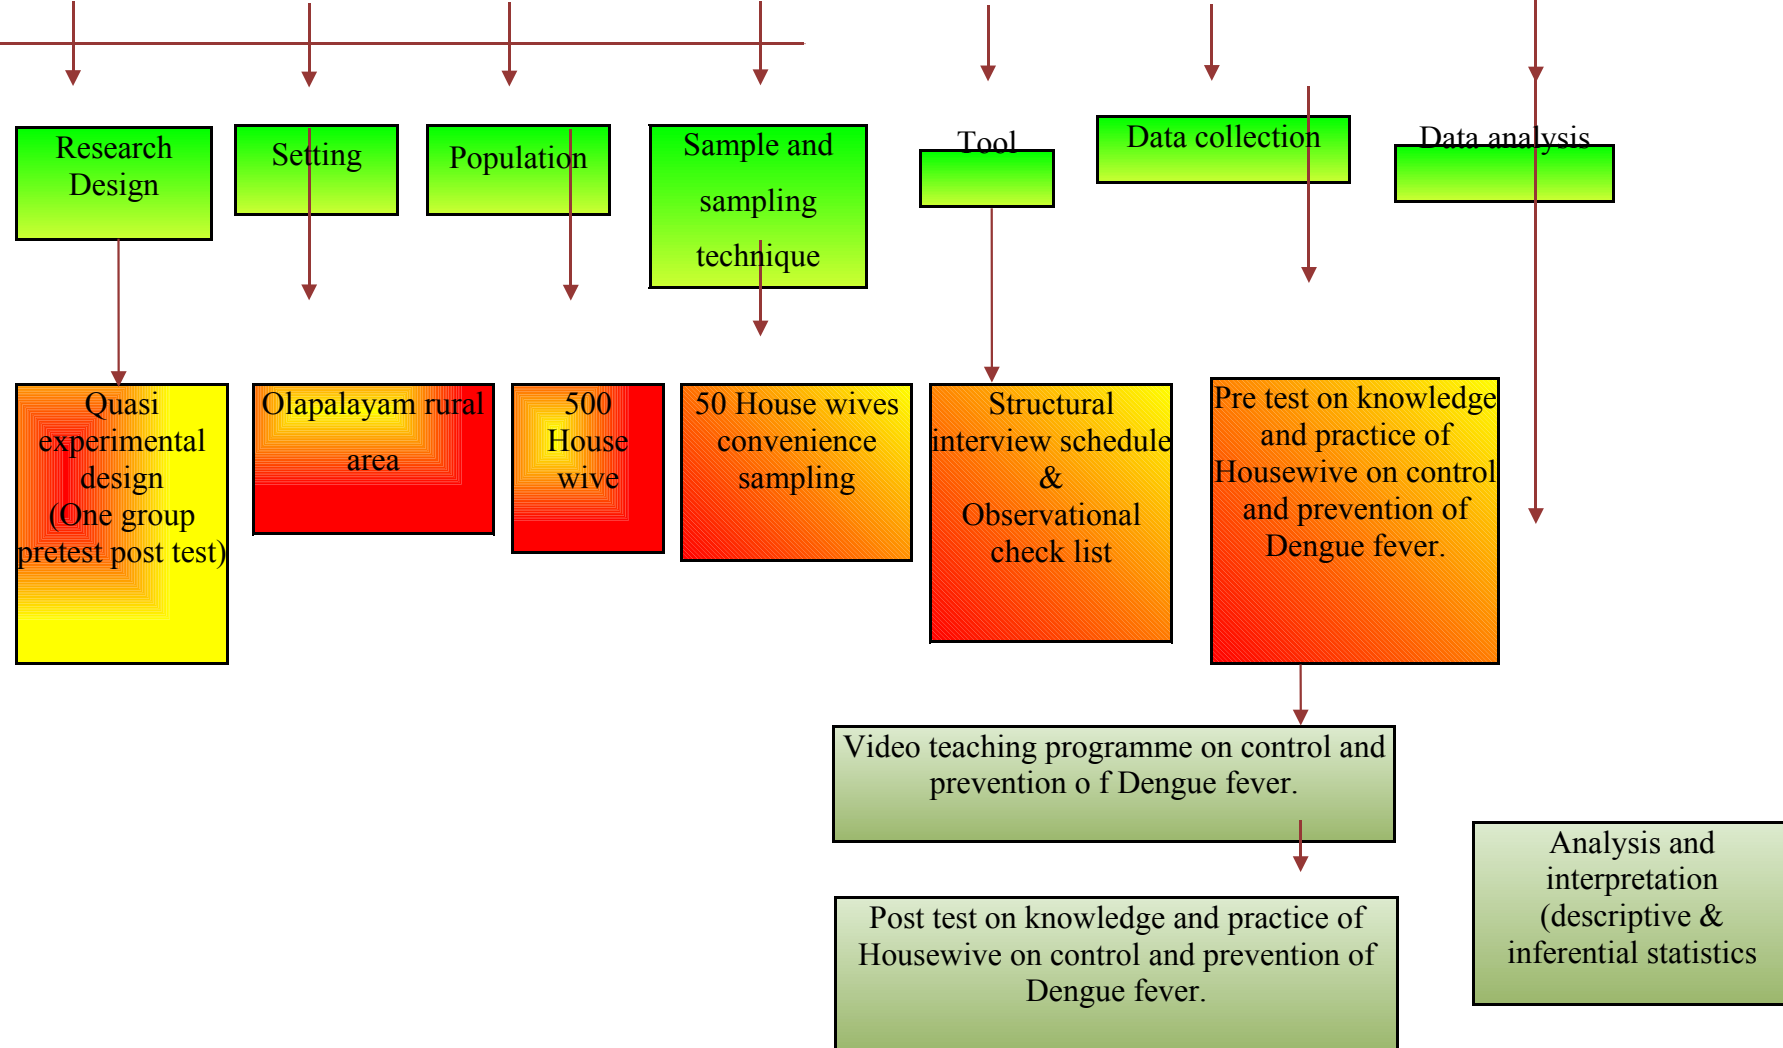 Research
Design
Setting
Population
Sample and
sampling
technique
Tool
Data collection
Data analysis
Quasi
experimental
design
(One group
pretest post test)
Olapalayam rural
area
500
House
wive
50 House wives
convenience
sampling
Structural
interview schedule
&
Observational
check list
Pre test on knowledge
and practice of
Housewive on control
and prevention of
Dengue fever.
Video teaching programme on control and
prevention o f Dengue fever.
Post test on knowledge and practice of
Housewive on control and prevention of
Dengue fever.
Analysis and
interpretation
(descriptive &
inferential statistics